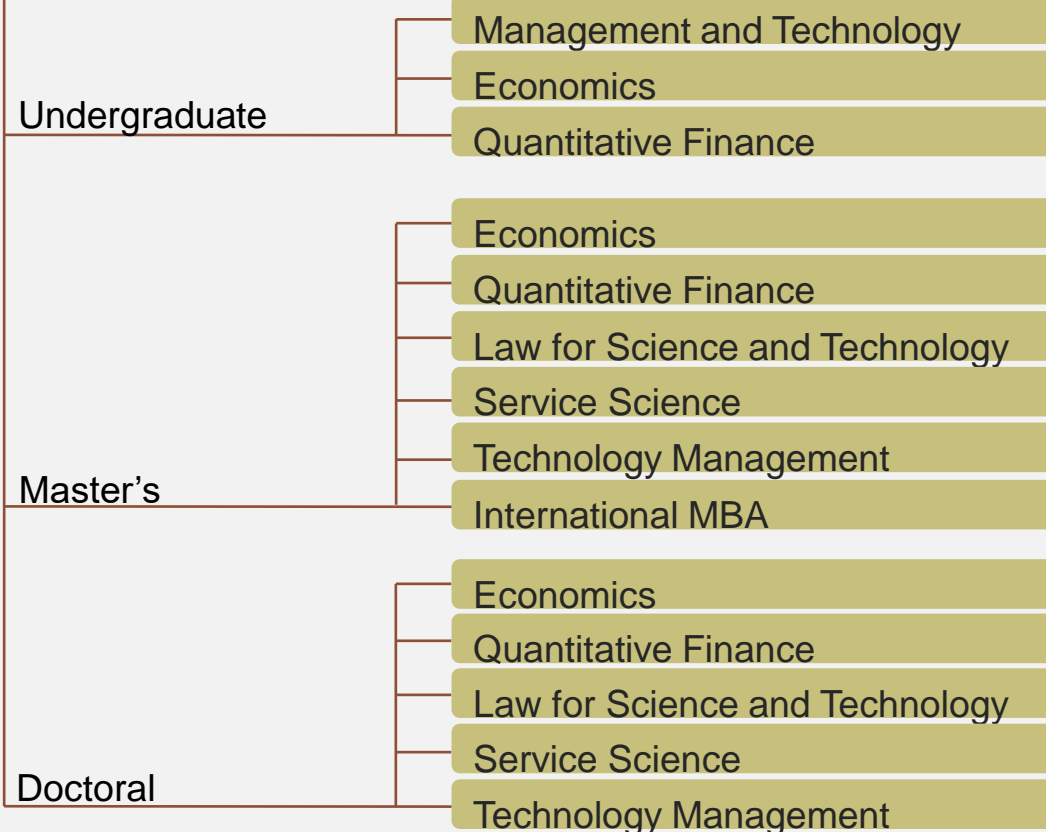 Undergraduate
Management and Technology
Economics
Quantitative Finance
Master’s
Economics
Quantitative Finance
Law for Science and Technology
Service Science
Technology Management
International MBA
Doctoral
Economics
Quantitative Finance
Law for Science and Technology
Service Science
Technology Management